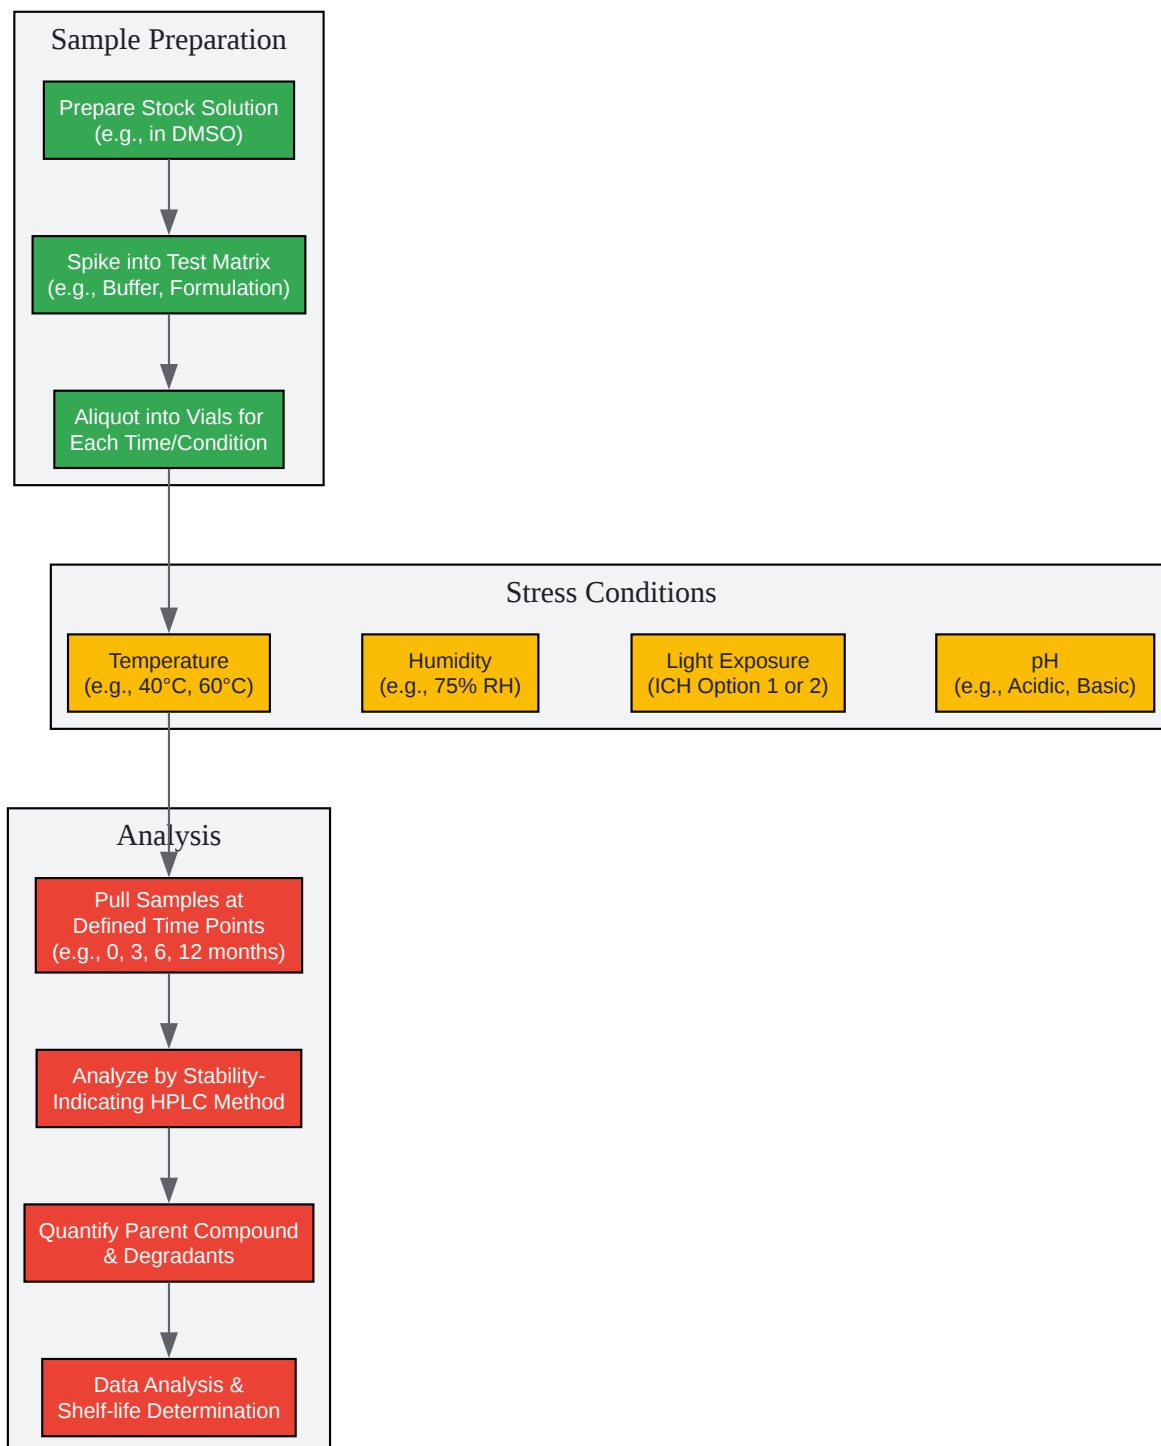 Sample Preparation
Prepare Stock Solution
(e.g., in DMSO)
Spike into Test Matrix
(e.g., Buffer, Formulation)
Aliquot into Vials for
Each Time/Condition
Stress Conditions
Temperature
(e.g., 40°C, 60°C)
Humidity
(e.g., 75% RH)
Light Exposure
(ICH Option 1 or 2)
pH
(e.g., Acidic, Basic)
Analysis
Pull Samples at
Defined Time Points
(e.g., 0, 3, 6, 12 months)
Analyze by Stability-
Indicating HPLC Method
Quantify Parent Compound
& Degradants
Data Analysis &
Shelf-life Determination